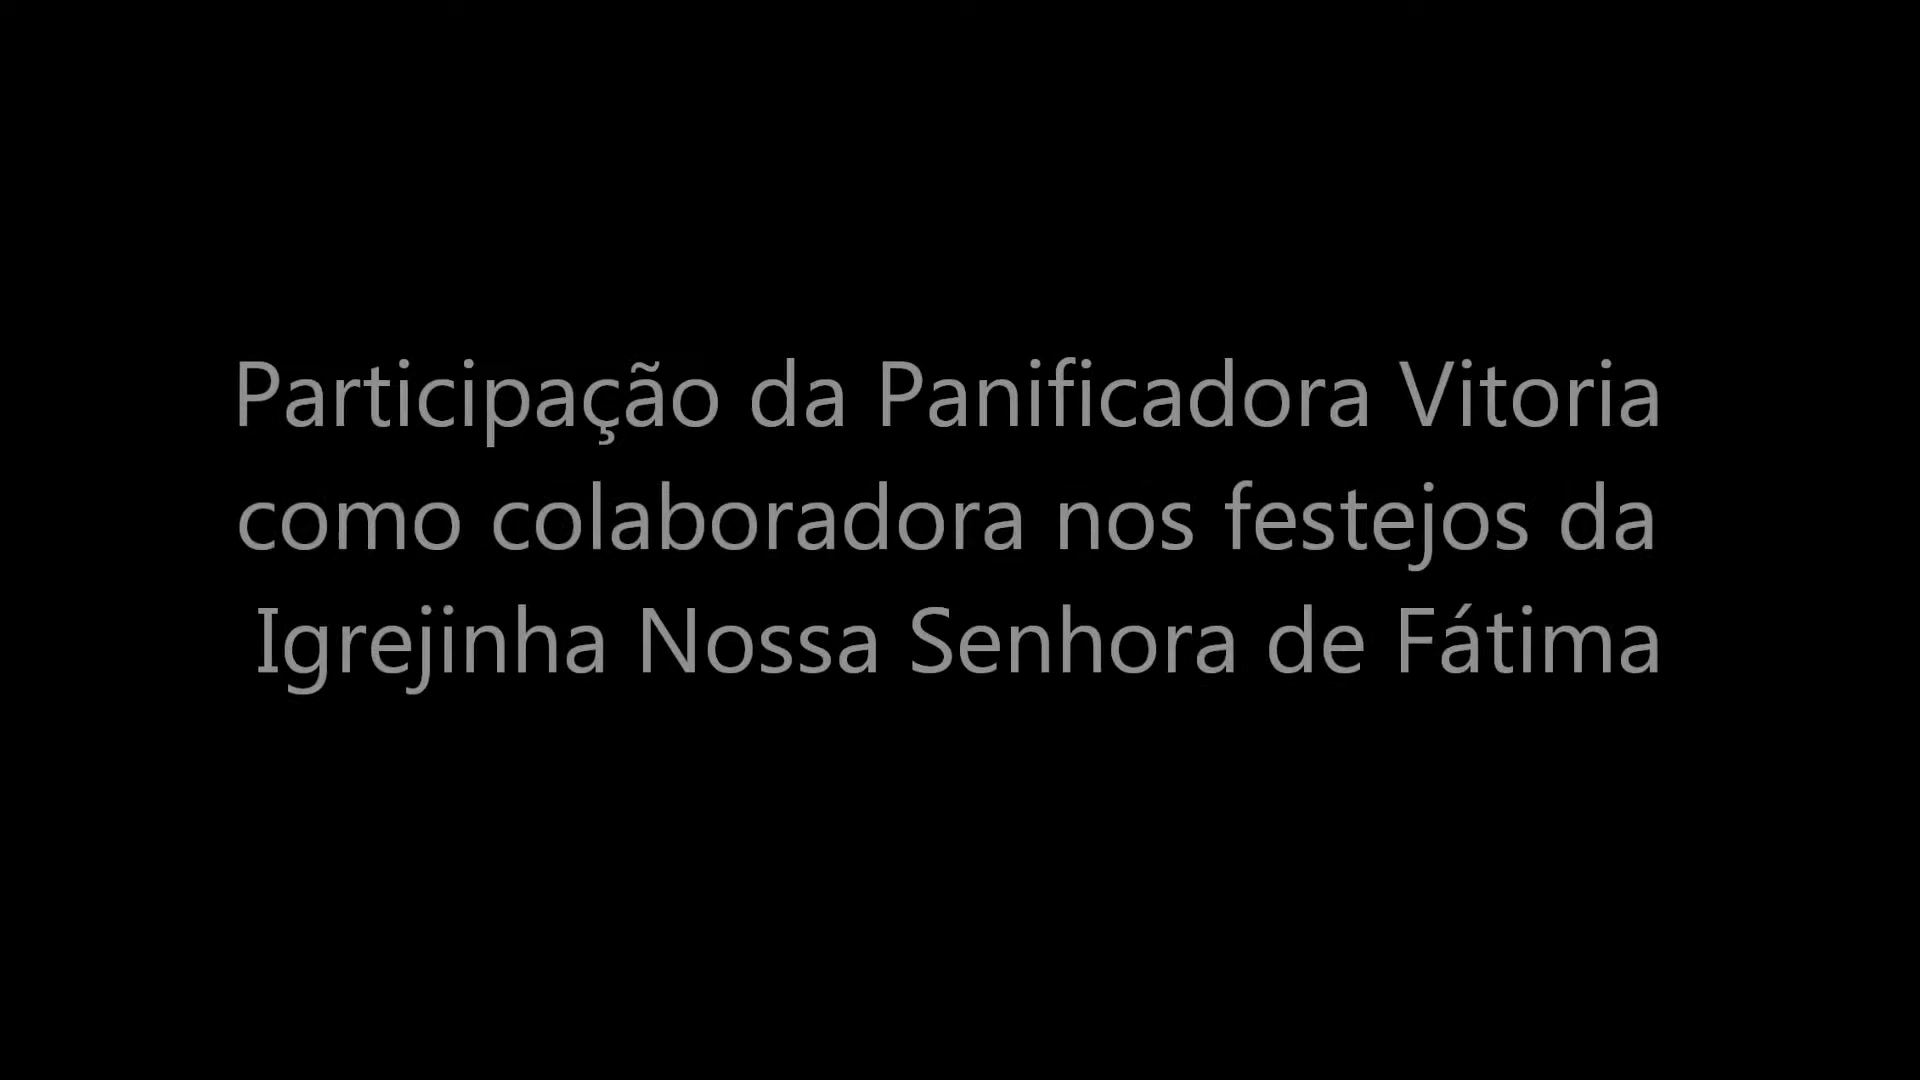 Participação da Panificadora Vitoria
como colaboradora nos festejos da
Igrejinha Nossa Senhora de Fátima